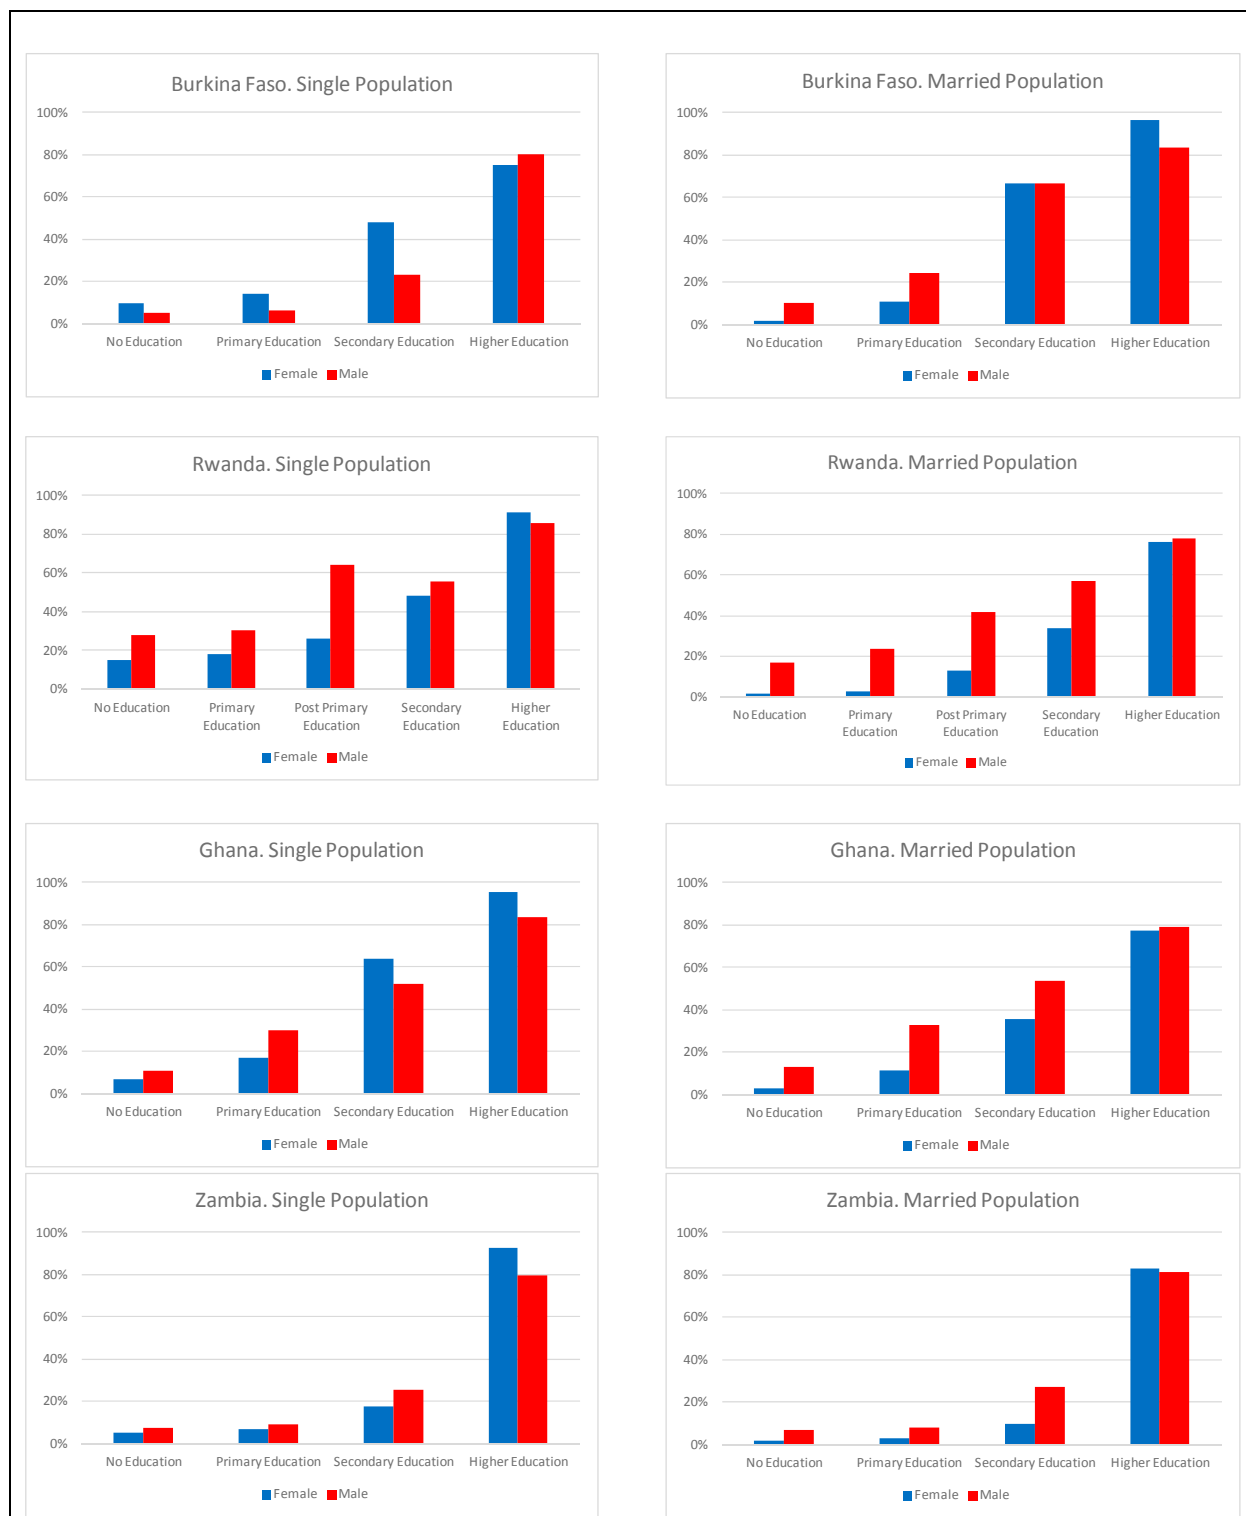 Burkina Faso. Single Population
100%
80%
60%
40%
20%
0%
No Education Primary Education Secondary Education Higher Education
Female Male
Burkina Faso. Married Population
100%
80%
60%
40%
20%
0%
No Education Primary Education Secondary Education Higher Education
Female Male
Rwanda. Single Population
100%
80%
60%
40%
20%
0%
No Education Primary Post Primary Secondary Higher
Education Education Education Education
Female Male
Rwanda. Married Population
100%
80%
60%
40%
20%
0%
No Education Primary Post Primary Secondary Higher Education
Education Education Education
Female Male
Ghana. Single Population
100%
80%
60%
40%
20%
0%
No Education Primary Education Secondary Education Higher Education
Female Male
Ghana. Married Population
100%
80%
60%
40%
20%
0%
No Education Primary Education Secondary Education Higher Education
Female Male
Zambia. Single Population
100%
80%
60%
40%
20%
0%
No Education Primary Education Secondary Education Higher Education
Female Male
Zambia. Married Population
100%
80%
60%
40%
20%
0%
No Education Primary Education Secondary Education Higher Education
Female Male